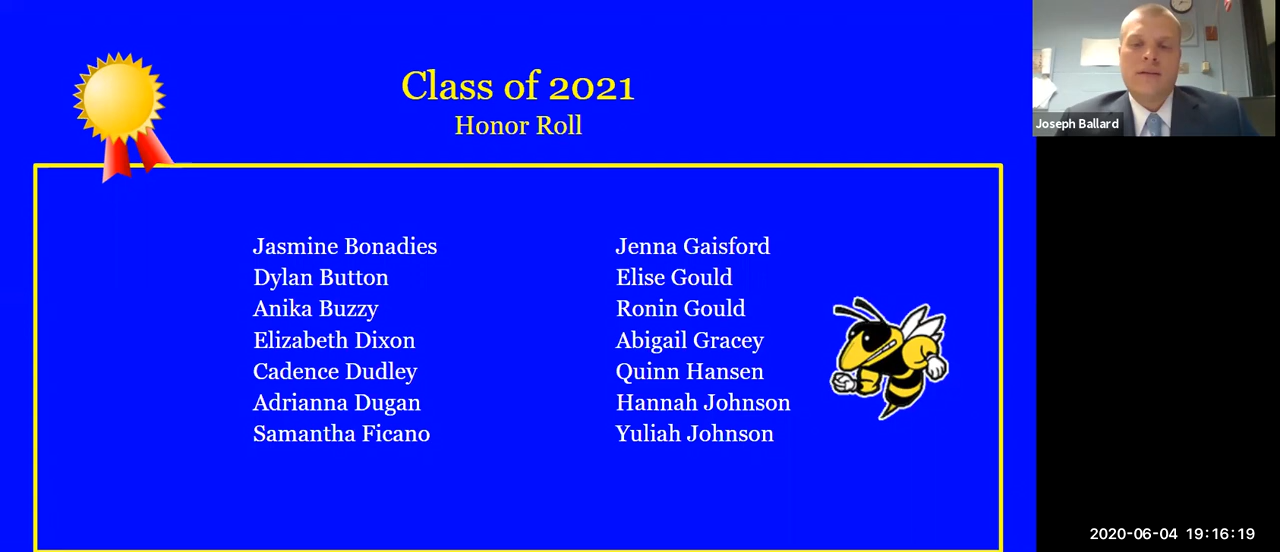 Class of 2021
Honor Roll
Jasmine Bonadies
Dylan Button
Anika Buzzy
Elizabeth Dixon
Cadence Dudley
Adrianna Dugan
Samantha Ficano
Jenna Gaisford
Elise Gould
Ronin Gould
Abigail Gracey
Quinn Hansen
Hannah Johnson
Yuliah Johnson
Joseph Ballard
2020-06-04 19:16:19